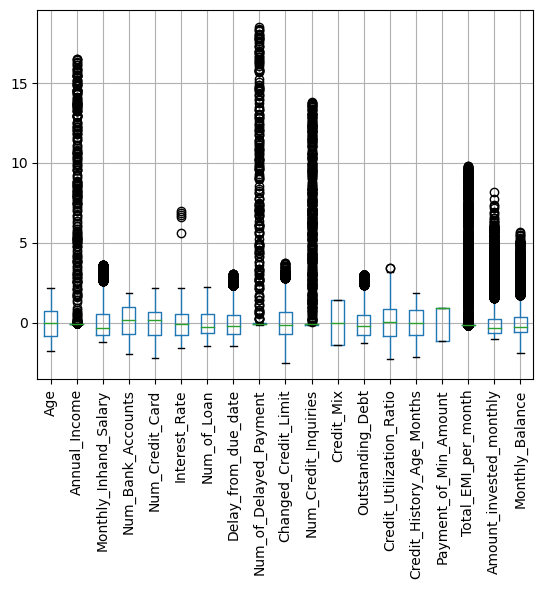 15
10
5
0
Age
Annual_Income
Monthly_Inhand_Salary
Num_Bank_Accounts
Num_Credit_Card
Interest_Rate
Num_of_Loan
Delay_from_due_date
Num_of_Delayed_Payment
Changed_Credit_Limit
Num_Credit_Inquiries
Credit_Mix
Outstanding_Debt
Credit_Utilization_Ratio
Credit_History_Age_Months
Payment_of_Min_Amount
Total_EMI_per_month
Amount_invested_monthly
Monthly_Balance